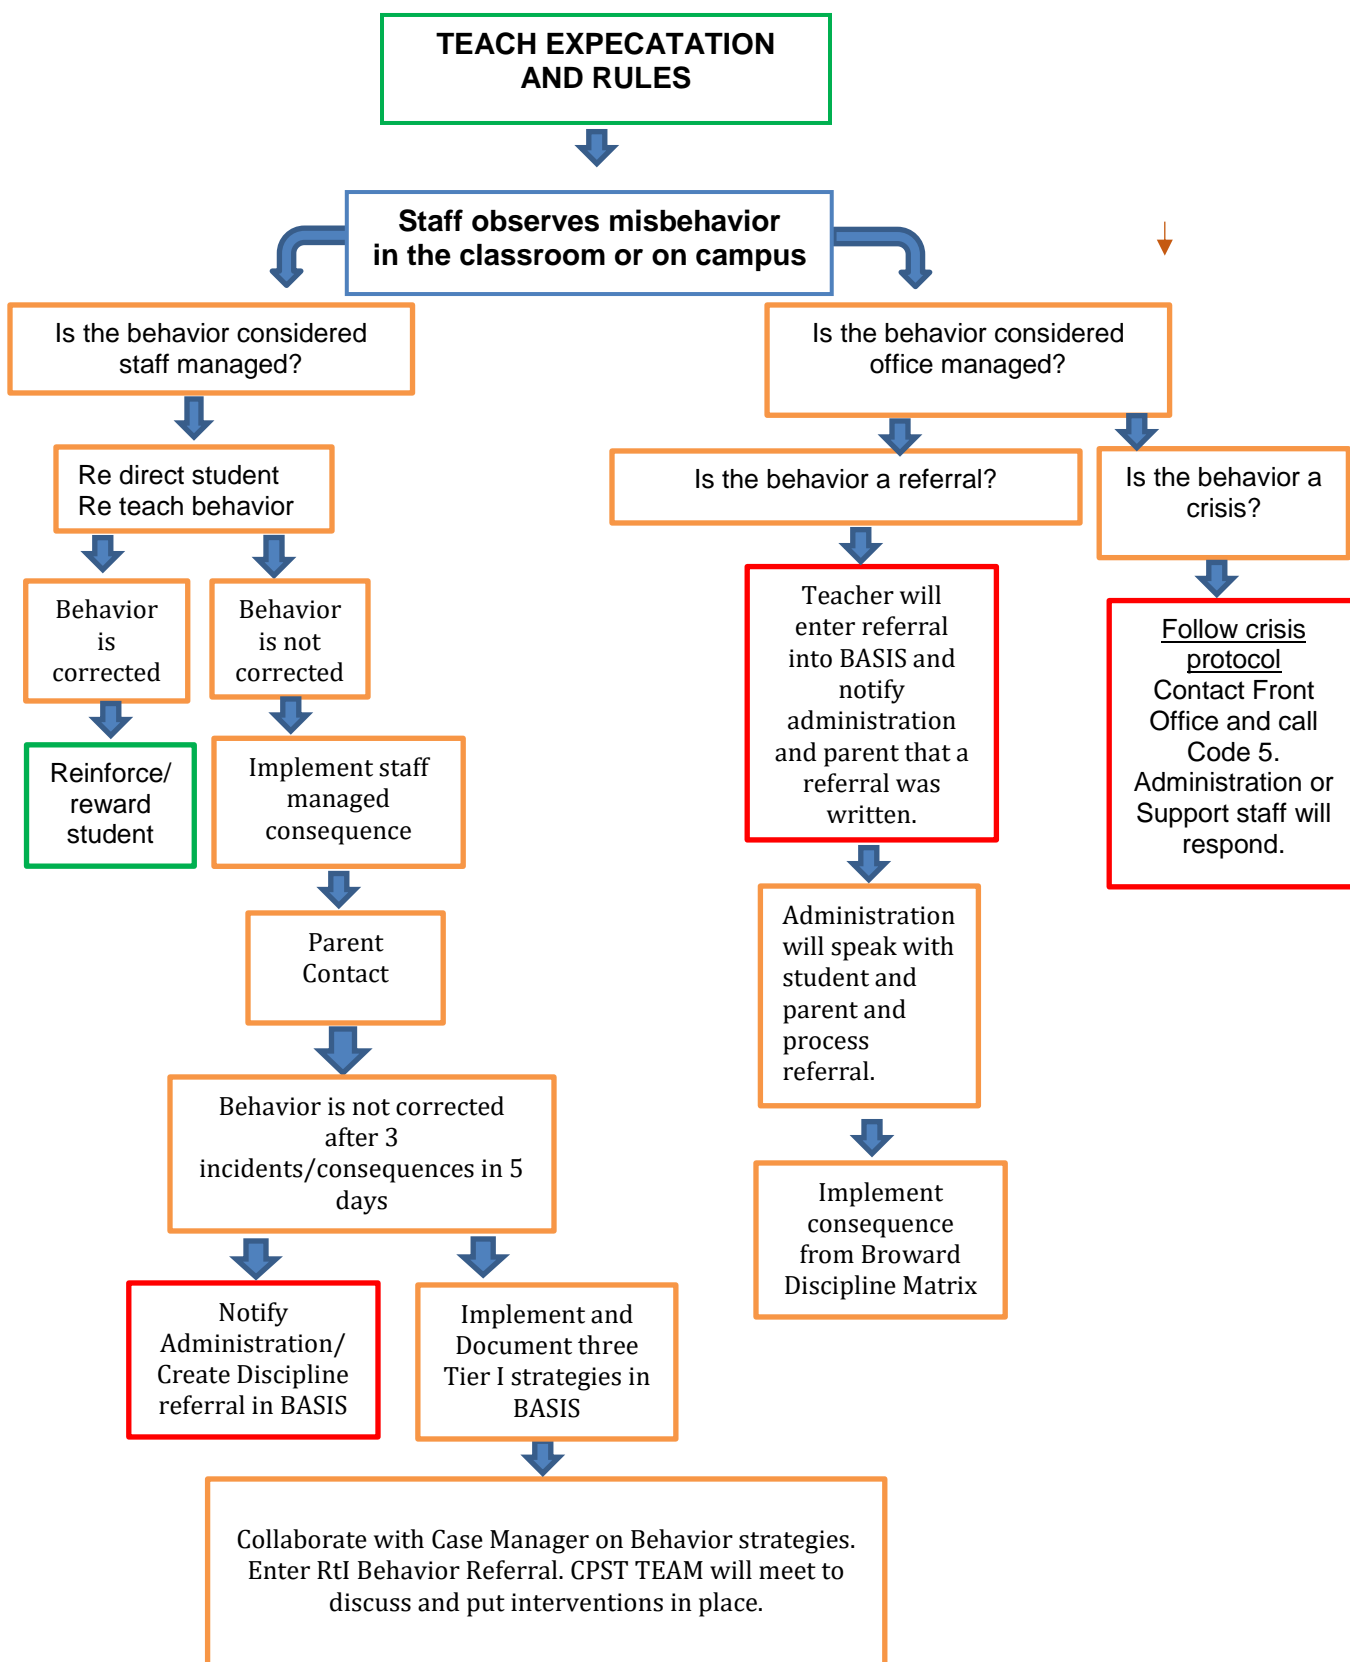 TEACH EXPECATATION
AND RULES
Staff observes misbehavior
in the classroom or on campus
Is the behavior considered
staff managed?
Is the behavior considered
office managed?
Re direct student
Re teach behavior
Is the behavior a referral?
Is the behavior a
crisis?
Behavior
is
corrected
Behavior
is not
corrected
Teacher will
enter referral
into BASIS and
notify
administration
and parent that a
referral was
written.
Follow crisis
protocol
Contact Front
Office and call
Code 5.
Administration or
Support staff will
respond.
Reinforce/
reward
student
Implement staff
managed
consequence
Parent
Contact
Administration
will speak with
student and
parent and
process
referral.
Behavior is not corrected
after 3
incidents/consequences in 5
days
Implement
consequence
from Broward
Discipline Matrix
Notify
Administration/
Create Discipline
referral in BASIS
Implement and
Document three
Tier I strategies in
BASIS
Collaborate with Case Manager on Behavior strategies.
Enter RtI Behavior Referral. CPST TEAM will meet to
discuss and put interventions in place.